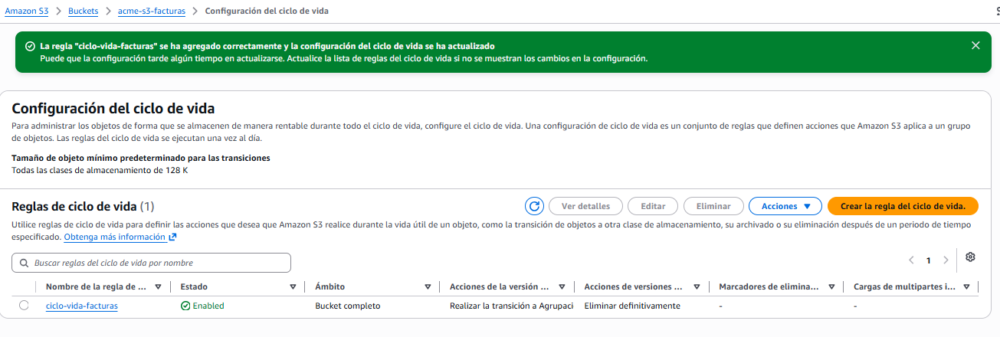 Amazon S3 > Buckets > acme-s3-facturas > Configuración del ciclo de vida
La regla "ciclo-vida-facturas" se ha agregado correctamente y la configuración del ciclo de vida se ha actualizado
Puede que la configuración tarde algún tiempo en actualizarse. Actualice la lista de reglas del ciclo de vida si no se muestran los cambios en la configuración.
Configuración del ciclo de vida
Para administrar los objetos de forma que se almacenen de manera rentable durante todo el ciclo de vida, configure el ciclo de vida. Una configuración de ciclo de vida es un conjunto de reglas que definen acciones que Amazon S3 aplica a un grupo
de objetos. Las reglas del ciclo de vida se ejecutan una vez al día.
Tamaño de objeto mínimo predeterminado para las transiciones
Todas las clases de almacenamiento de 128 K
Reglas de ciclo de vida (1)
Ver detalles
Editar
Eliminar
Acciones
Crear la regla del ciclo de vida.
Utilice reglas de ciclo de vida para definir las acciones que desea que Amazon S3 realice durante la vida útil de un objeto, como la transición de objetos a otra clase de almacenamiento, su archivado o su eliminación después de un periodo de tiempo
especificado. Obtenga más información
Buscar reglas del ciclo de vida por nombre
1
Nombre de la regla de ... Estado Ámbito Acciones de la versión ... Acciones de versiones ... Marcadores de elimina... Cargas de multipartes i...
ciclo-vida-facturas Enabled Bucket completo Realizar la transición a Agrupaci Eliminar definitivamente - -